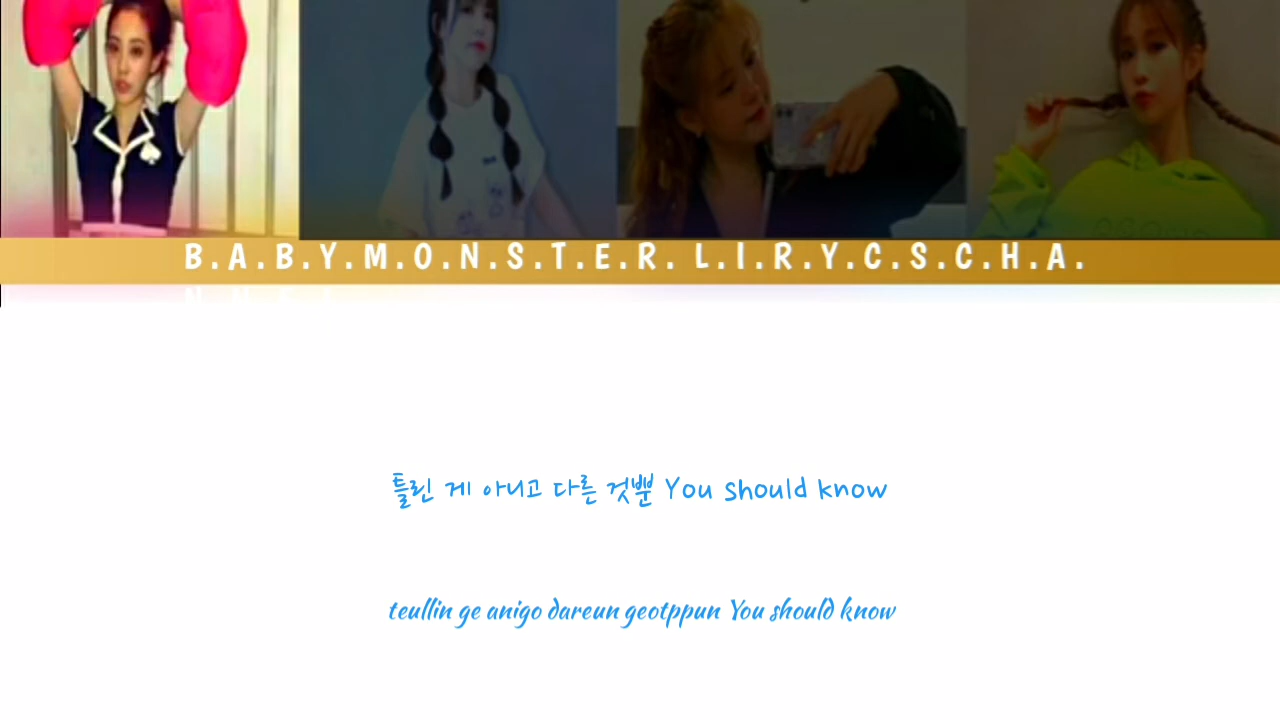 B.A.B.Y.M.O.N.S.T.E.R. L.I.R.Y.C.S.C.H.A.
틀린 게 아니고 다른 것뿐 You should know
teullin ge anigo dareun geotppun You should know